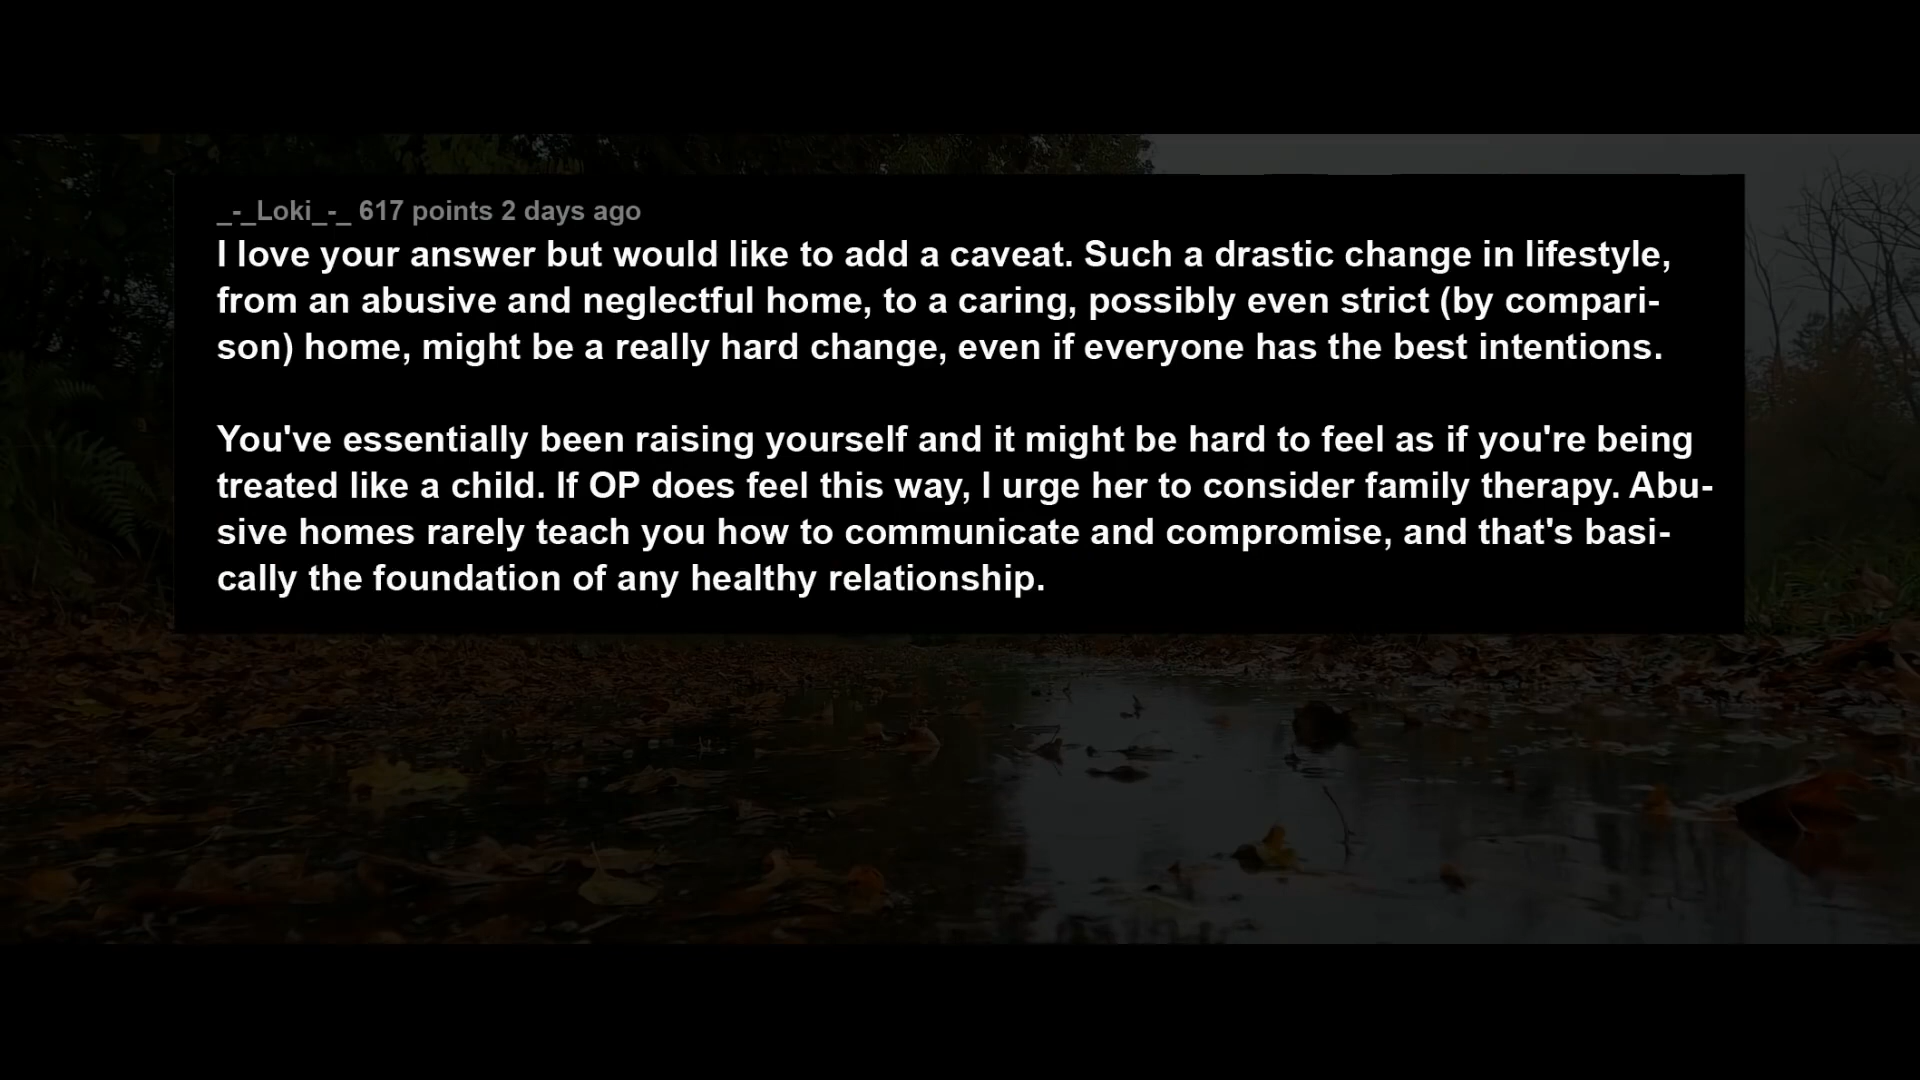 _-_Loki_-_ 617 points 2 days ago
I love your answer but would like to add a caveat. Such a drastic change in lifestyle,
from an abusive and neglectful home, to a caring, possibly even strict (by compari-
son) home, might be a really hard change, even if everyone has the best intentions.
You've essentially been raising yourself and it might be hard to feel as if you're being
treated like a child. If OP does feel this way, I urge her to consider family therapy. Abu-
sive homes rarely teach you how to communicate and compromise, and that's basi-
cally the foundation of any healthy relationship.